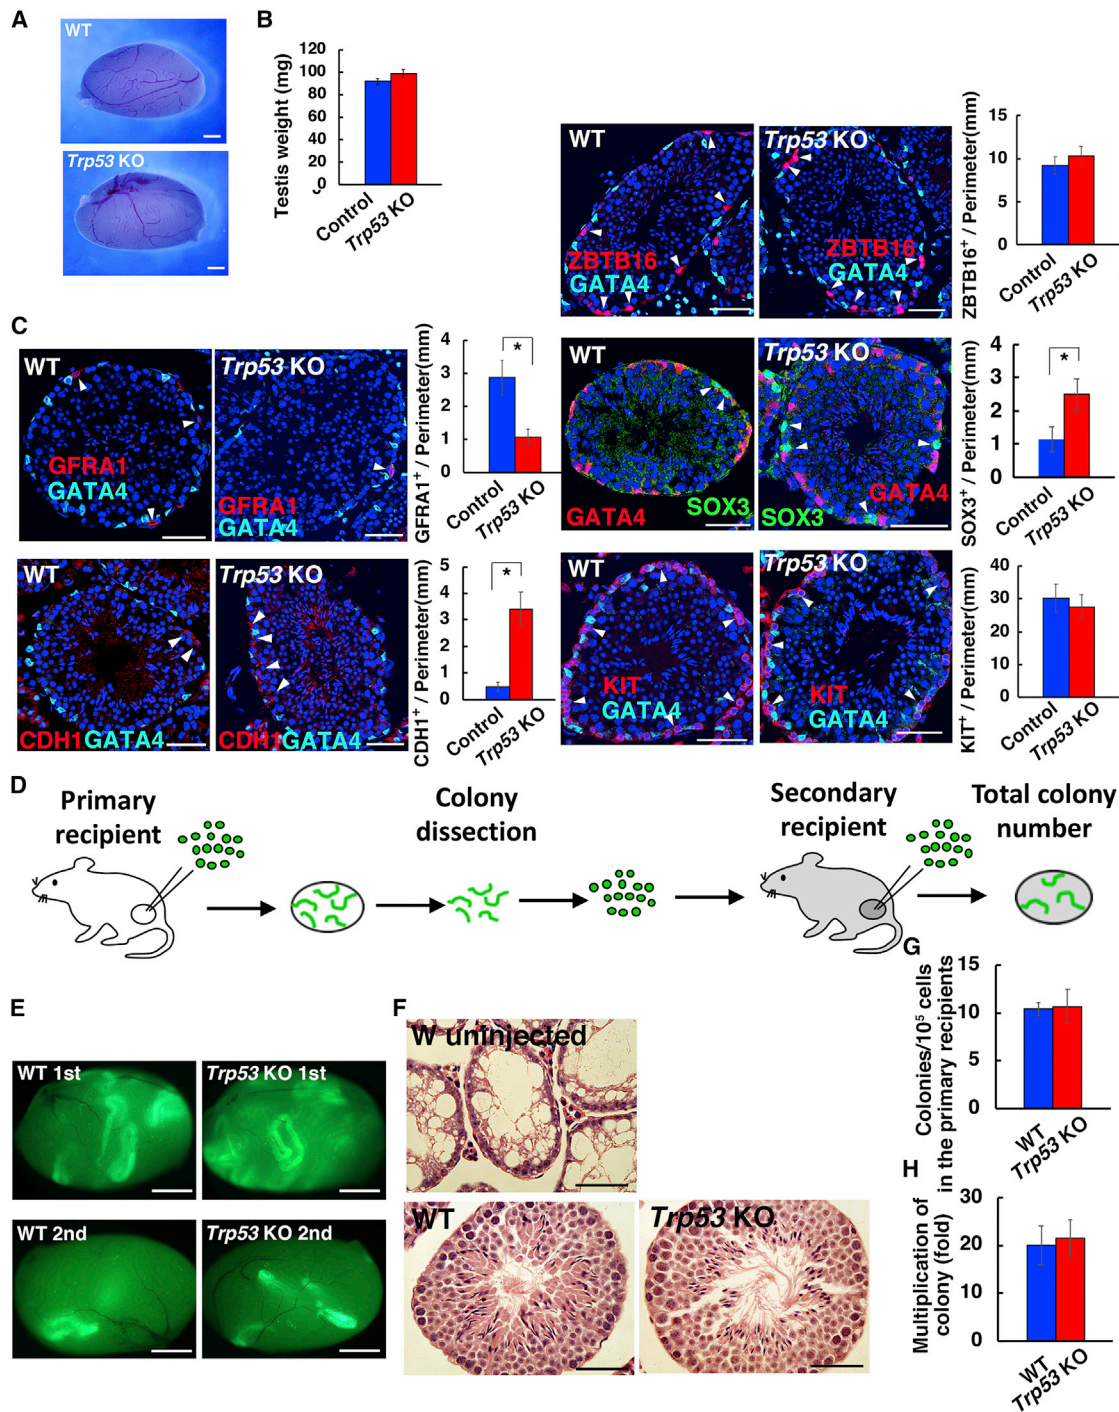 A
WT
Trp53 KO
B
Testis weight (mg)
120
100
80
60
40
20
0
Control
Trp53 KO
WT
ZBTB16
GATA4
Trp53 KO
ZBTB16
GATA4
ZBTB16+ / Perimeter(mm)
15
10
5
0
Control
Trp53 KO
C
WT
GFRA1
GATA4
Trp53 KO
GFRA1
GATA4
GFRA1+ / Perimeter(mm)
4
3
2
1
0
*
Control
Trp53 KO
WT
GATA4
SOX3
Trp53 KO
GATA4
SOX3
SOX3+ / Perimeter(mm)
4
3
2
1
0
*
Control
Trp53 KO
WT
CDH1GATA4
Trp53 KO
CDH1GATA4
CDH1+ / Perimeter(mm)
5
4
3
2
1
0
*
Control
Trp53 KO
WT
KIT
GATA4
Trp53 KO
KIT
GATA4
KIT+ / Perimeter(mm)
40
30
20
10
0
Control
Trp53 KO
D
Primary
recipient
Colony
dissection
Secondary
recipient
Total colony
number
E
WT 1st
Trp53 KO 1st
WT 2nd
Trp53 KO 2nd
F
W uninjected
WT
Trp53 KO
G
Colonies/10⁵ cells
in the primary recipients
15
10
5
0
WT
Trp53 KO
H
Multiplication of
colony (fold)
30
20
10
0
WT
Trp53 KO